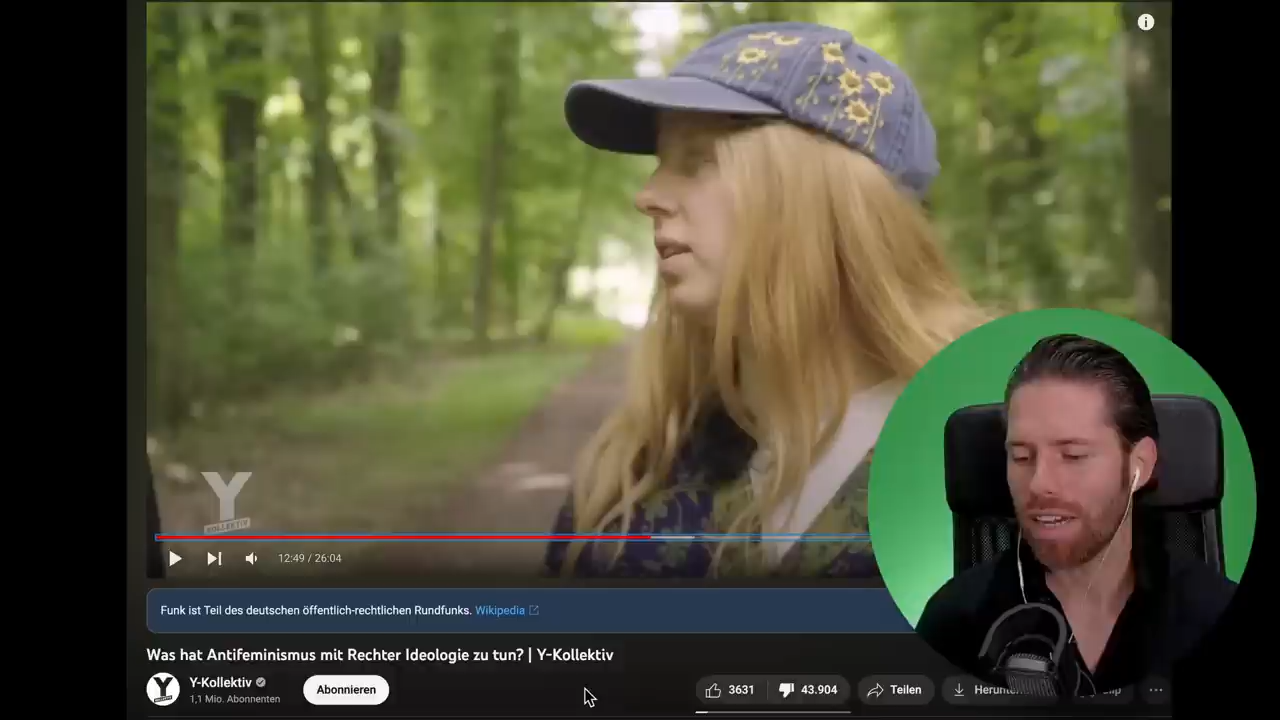 Y
KOLLEKTIV
12:49 / 26:04
Funk ist Teil des deutschen öffentlich-rechtlichen Rundfunks. Wikipedia
Was hat Antifeminismus mit Rechter Ideologie zu tun? | Y-Kollektiv
Y-Kollektiv
1,1 Mio. Abonnenten
Abonnieren
3631
43.904
Teilen